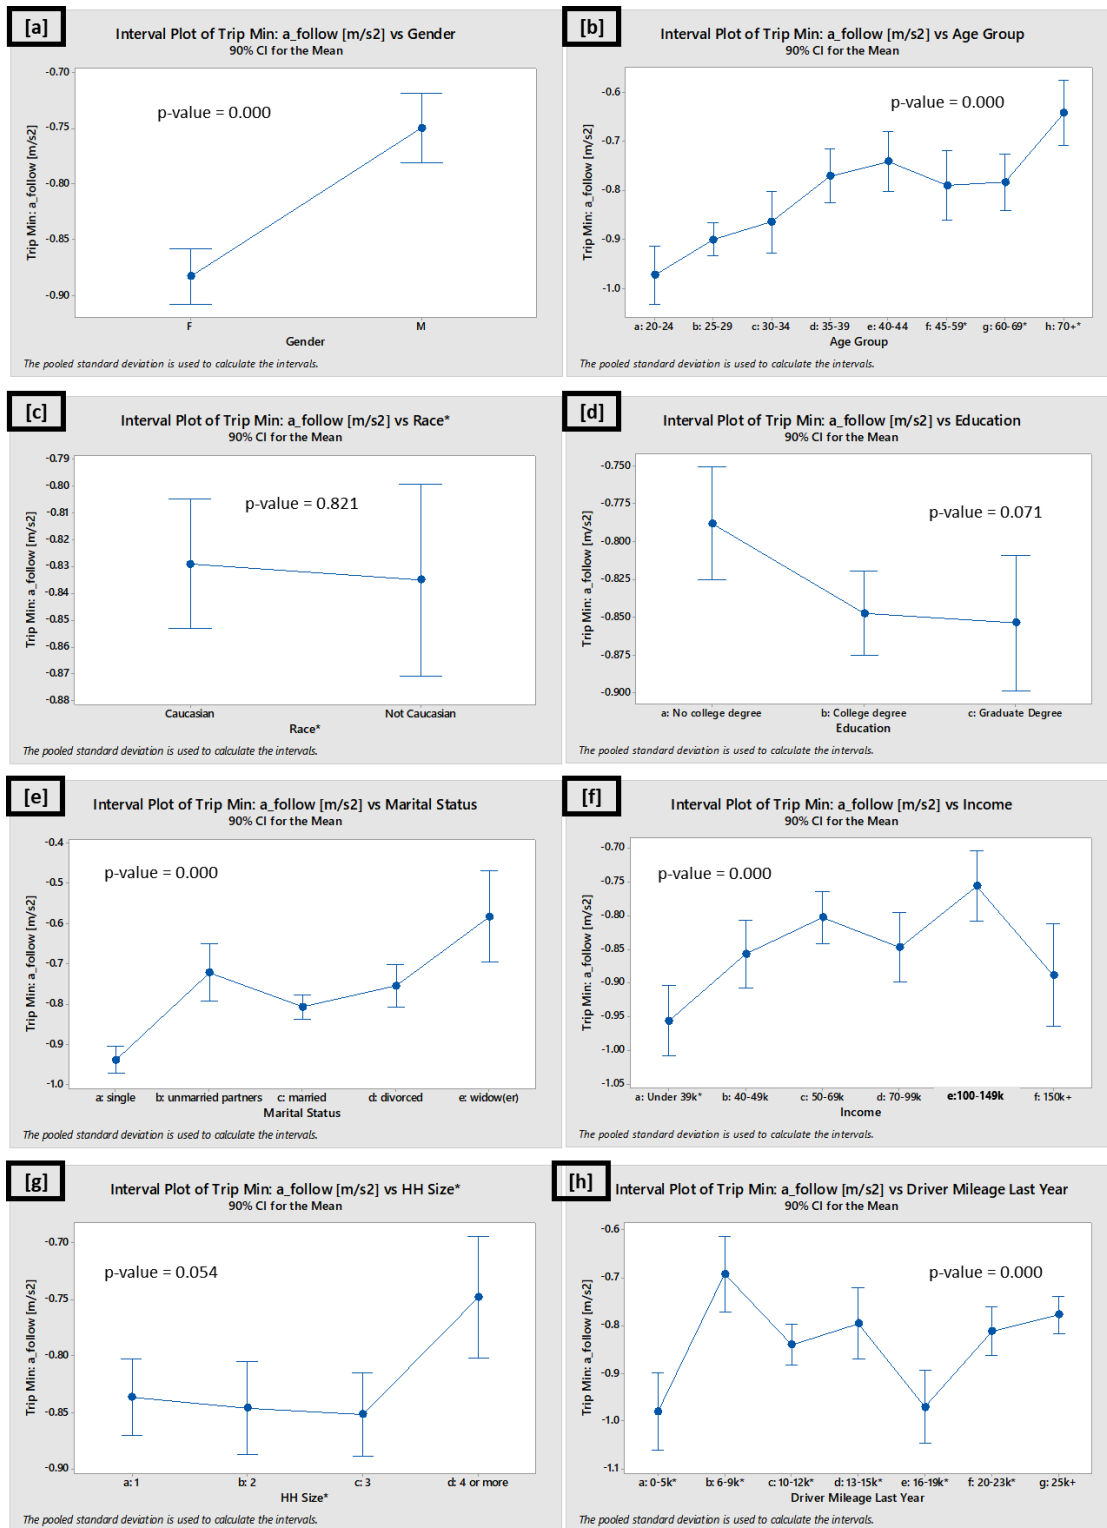 [a]
Interval Plot of Trip Min: a_follow [m/s2] vs Gender
90% CI for the Mean
p-value = 0.000
Trip Min: a_follow [m/s2]
-0.70
-0.75
-0.80
-0.85
-0.90
F M
Gender
The pooled standard deviation is used to calculate the intervals.
[b]
Interval Plot of Trip Min: a_follow [m/s2] vs Age Group
90% CI for the Mean
p-value = 0.000
Trip Min: a_follow [m/s2]
-0.6
-0.7
-0.8
-0.9
-1.0
a: 20-24 b: 25-29 c: 30-34 d: 35-39 e: 40-44 f: 45-59* g: 60-69* h: 70+*
Age Group
The pooled standard deviation is used to calculate the intervals.
[c]
Interval Plot of Trip Min: a_follow [m/s2] vs Race*
90% CI for the Mean
p-value = 0.821
Trip Min: a_follow [m/s2]
-0.79
-0.80
-0.81
-0.82
-0.83
-0.84
-0.85
-0.86
-0.87
-0.88
Caucasian Not Caucasian
Race*
The pooled standard deviation is used to calculate the intervals.
[d]
Interval Plot of Trip Min: a_follow [m/s2] vs Education
90% CI for the Mean
p-value = 0.071
Trip Min: a_follow [m/s2]
-0.750
-0.775
-0.800
-0.825
-0.850
-0.875
-0.900
a: No college degree b: College degree c: Graduate Degree
Education
The pooled standard deviation is used to calculate the intervals.
[e]
Interval Plot of Trip Min: a_follow [m/s2] vs Marital Status
90% CI for the Mean
p-value = 0.000
Trip Min: a_follow [m/s2]
-0.4
-0.5
-0.6
-0.7
-0.8
-0.9
-1.0
a: single b: unmarried partners c: married d: divorced e: widow(er)
Marital Status
The pooled standard deviation is used to calculate the intervals.
[f]
Interval Plot of Trip Min: a_follow [m/s2] vs Income
90% CI for the Mean
p-value = 0.000
Trip Min: a_follow [m/s2]
-0.70
-0.75
-0.80
-0.85
-0.90
-0.95
-1.00
-1.05
a: Under 39k* b: 40-49k c: 50-69k d: 70-99k e:100-149k f: 150k+
Income
The pooled standard deviation is used to calculate the intervals.
[g]
Interval Plot of Trip Min: a_follow [m/s2] vs HH Size*
90% CI for the Mean
p-value = 0.054
Trip Min: a_follow [m/s2]
-0.70
-0.75
-0.80
-0.85
-0.90
a: 1 b: 2 c: 3 d: 4 or more
HH Size*
The pooled standard deviation is used to calculate the intervals.
[h]
Interval Plot of Trip Min: a_follow [m/s2] vs Driver Mileage Last Year
90% CI for the Mean
p-value = 0.000
Trip Min: a_follow [m/s2]
-0.6
-0.7
-0.8
-0.9
-1.0
-1.1
a: 0-5k* b: 6-9k* c: 10-12k* d: 13-15k* e: 16-19k* f: 20-23k* g: 25k+
Driver Mileage Last Year
The pooled standard deviation is used to calculate the intervals.